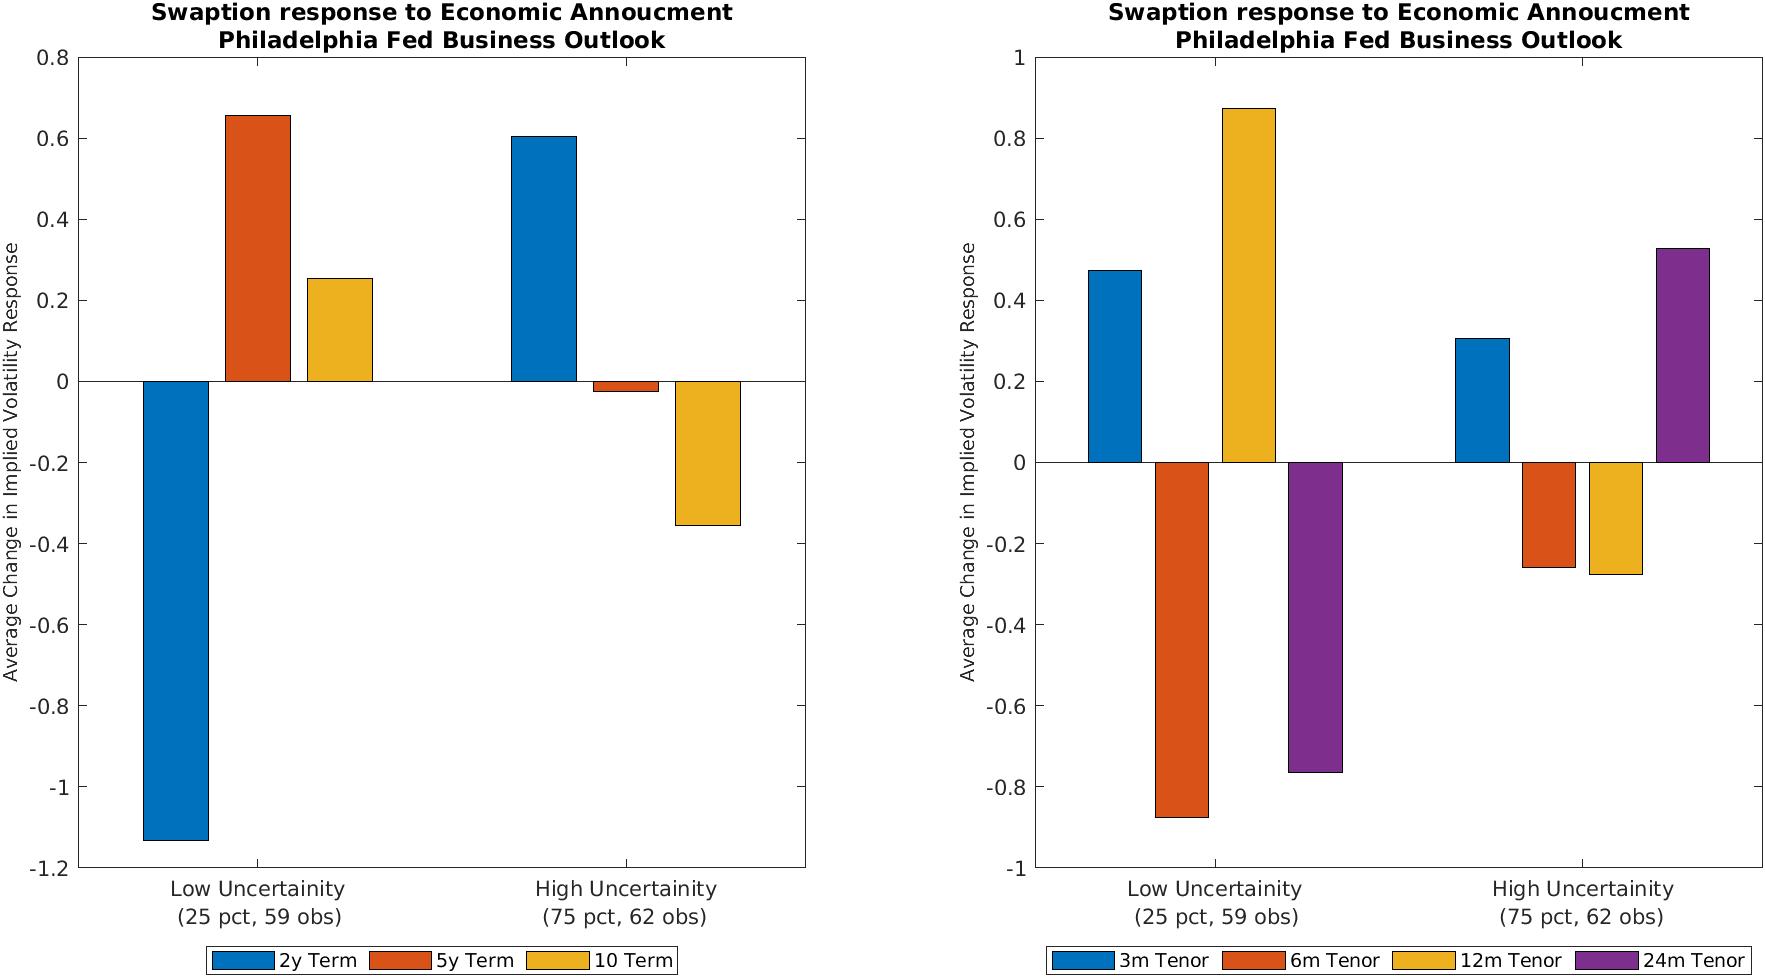 Swaption response to Economic Annoucment
Philadelphia Fed Business Outlook
Average Change in Implied Volatility Response
0.8
0.6
0.4
0.2
0
-0.2
-0.4
-0.6
-0.8
-1
-1.2
Low Uncertainity
(25 pct, 59 obs)
High Uncertainity
(75 pct, 62 obs)
2y Term
5y Term
10 Term
Swaption response to Economic Annoucment
Philadelphia Fed Business Outlook
Average Change in Implied Volatility Response
1
0.8
0.6
0.4
0.2
0
-0.2
-0.4
-0.6
-0.8
-1
Low Uncertainity
(25 pct, 59 obs)
High Uncertainity
(75 pct, 62 obs)
3m Tenor
6m Tenor
12m Tenor
24m Tenor